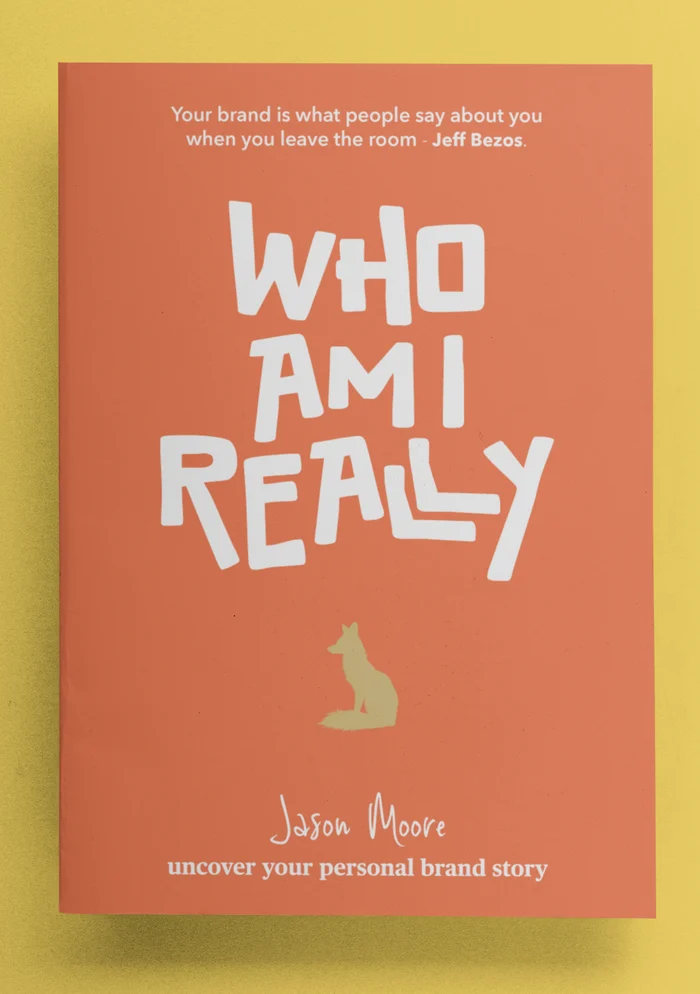 Your brand is what people say about you
when you leave the room - Jeff Bezos.
WHO
AM I
REALLY
Jason Moore
uncover your personal brand story